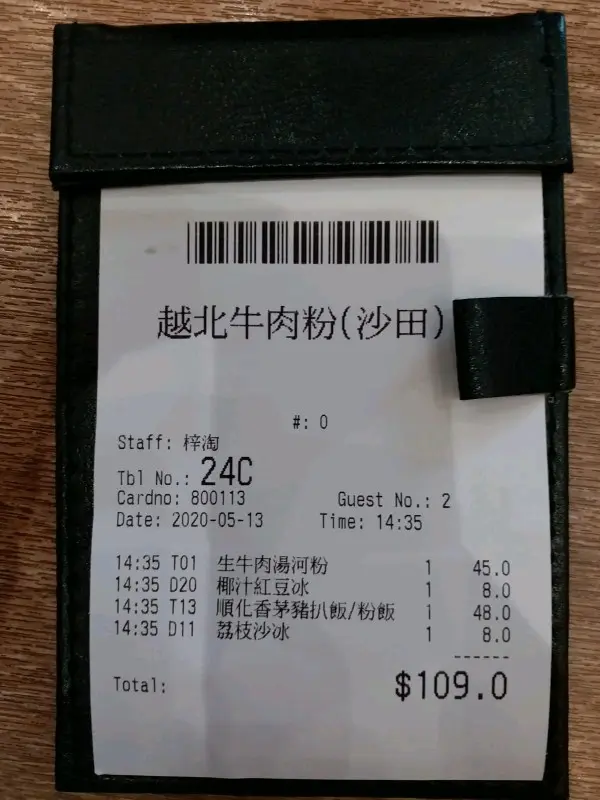 越北牛肉粉(沙田)
#: 0
Staff: 梓淘
Tbl No.: 24C
Cardno: 800113 Guest No.: 2
Date: 2020-05-13 Time: 14:35
14:35 T01 生牛肉湯河粉 1 45.0
14:35 D20 椰汁紅豆冰 1 8.0
14:35 T13 順化香茅豬扒飯/粉飯 1 48.0
14:35 D11 荔枝沙冰 1 8.0
Total: $109.0